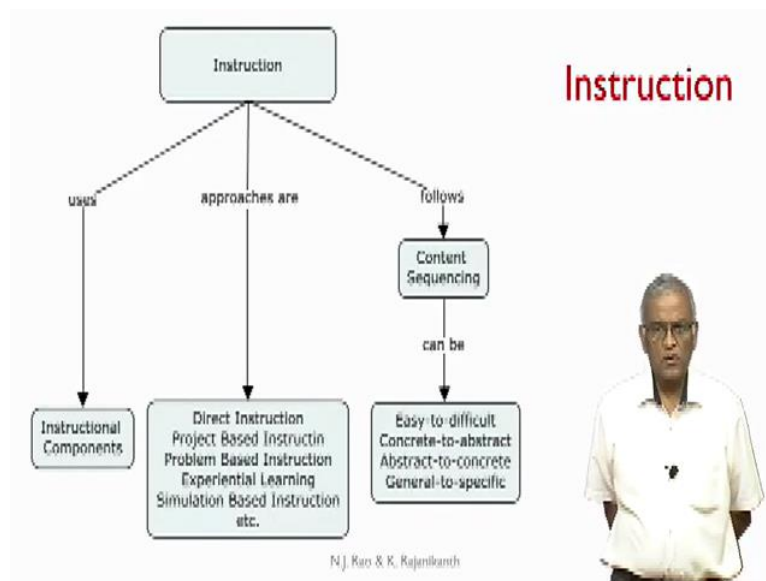 Instruction
Instruction
uses
approaches are
follows
Content
Sequencing
can be
Instructional
Components
Direct Instruction
Project Based Instructin
Problem Based Instruction
Experiential Learning
Simulation Based Instruction
etc.
Easy-to-difficult
Concrete-to-abstract
Abstract-to-concrete
General-to-specific
N.J. Rao & K. Rajanikanth